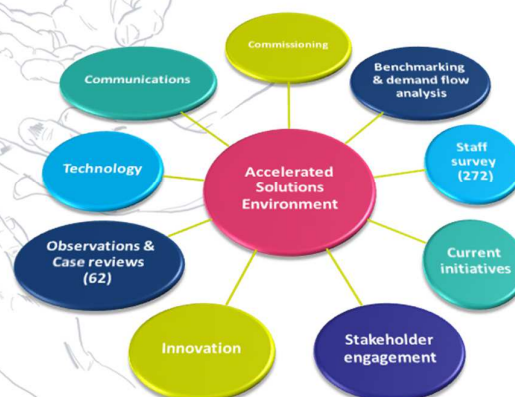 Commissioning
Communications
Benchmarking
& demand flow
analysis
Technology
Accelerated
Solutions
Environment
Staff
survey
(272)
Observations &
Case reviews
(62)
Current
initiatives
Innovation
Stakeholder
engagement